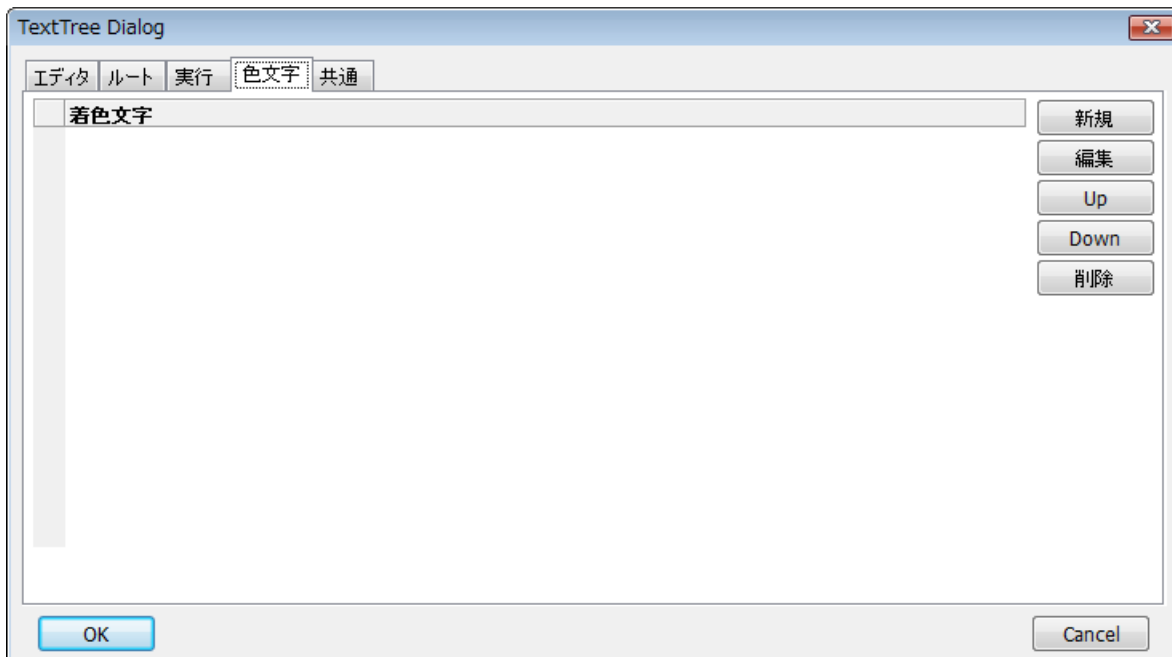 TextTree Dialog
エディタ ルート 実行 色文字 共通
着色文字
新規
編集
Up
Down
削除
OK Cancel